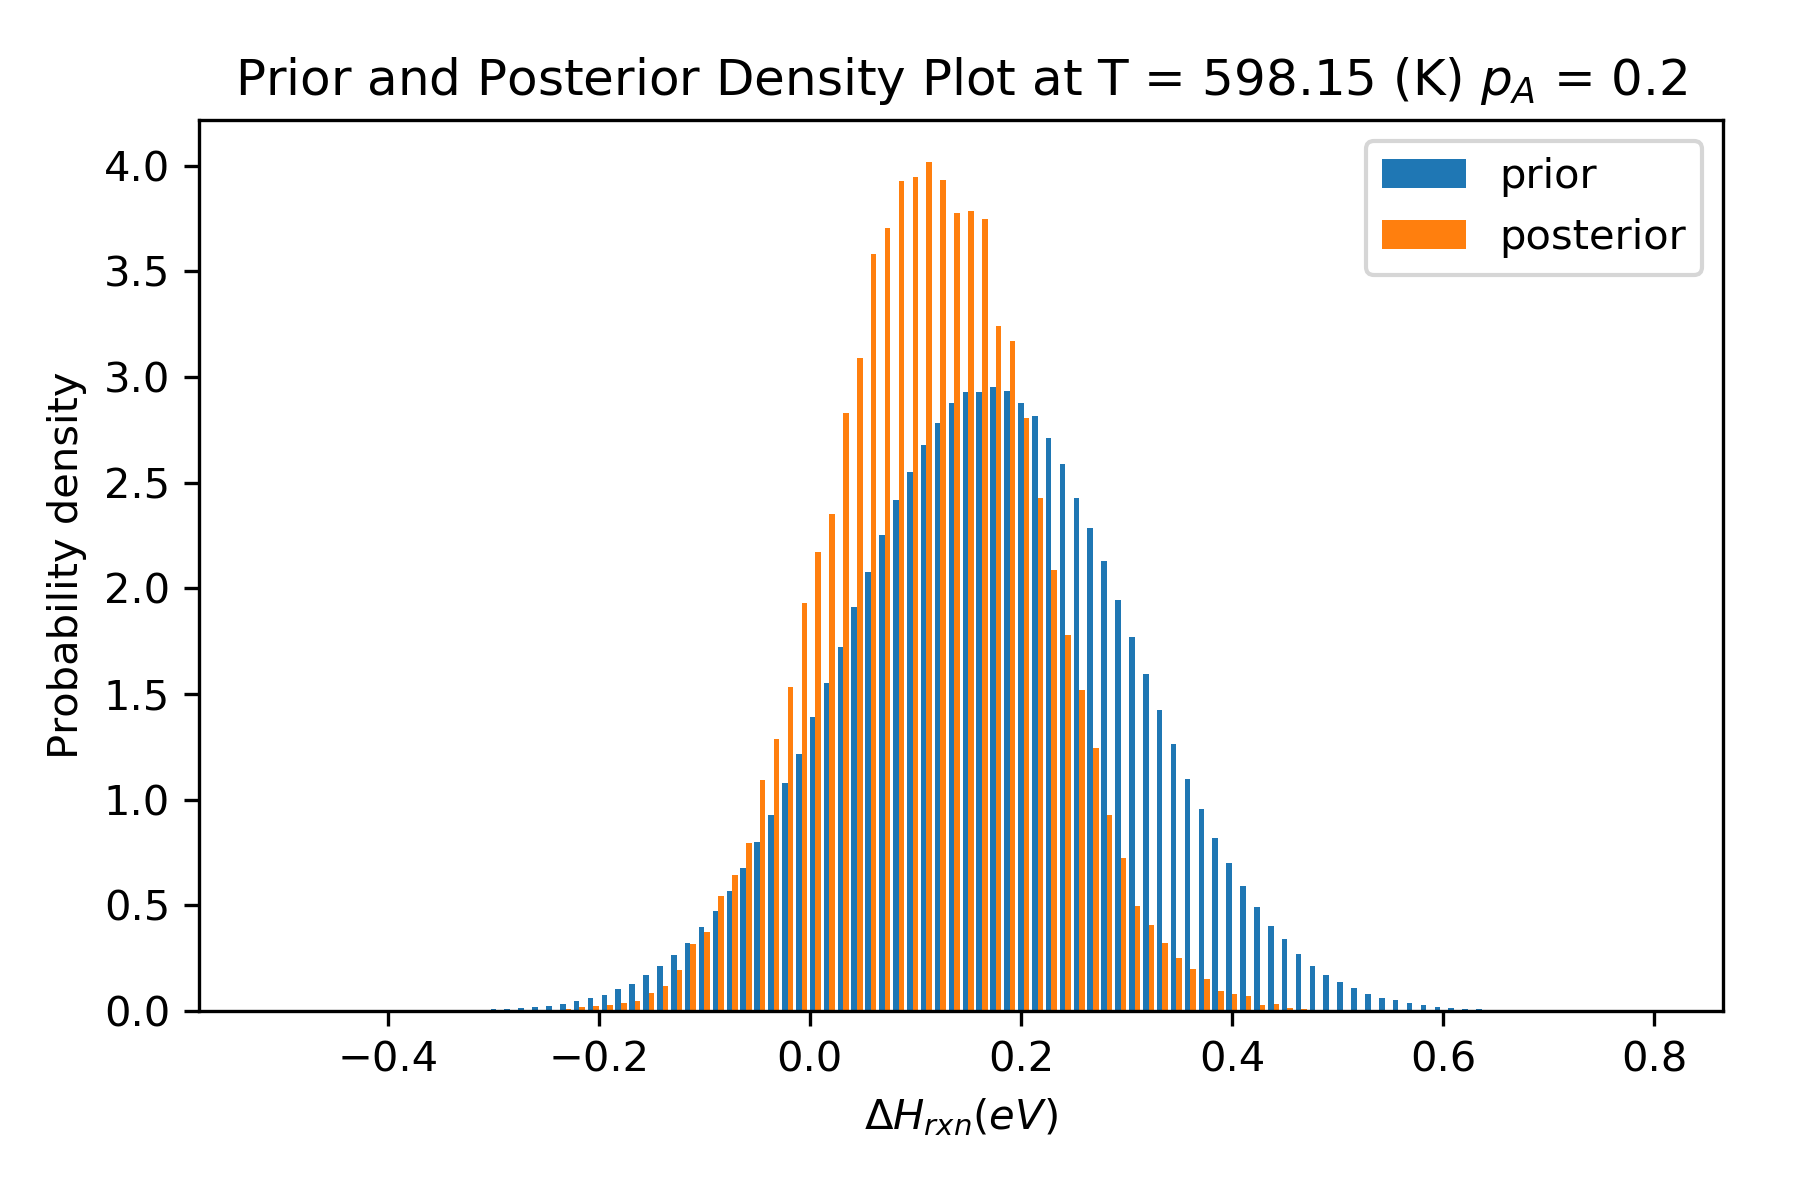 Prior and Posterior Density Plot at T = 598.15 (K) p_A = 0.2
prior
posterior
Probability density
4.0
3.5
3.0
2.5
2.0
1.5
1.0
0.5
0.0
−0.4 −0.2 0.0 0.2 0.4 0.6 0.8
ΔH_rxn(eV)